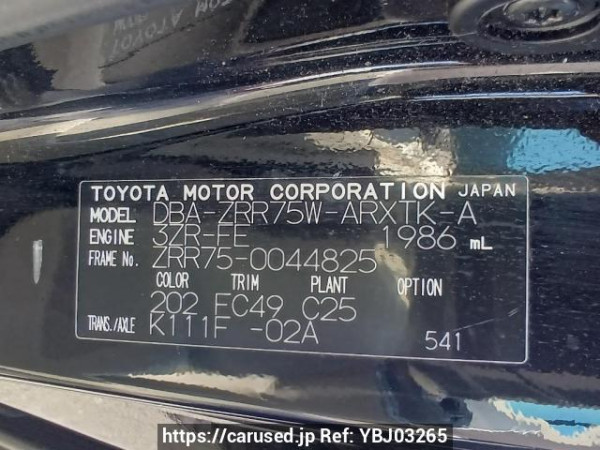 TOYOTA MOTOR CORPORATION JAPAN
MODEL DBA-ZRR75W-ARXTK-A
ENGINE 3ZR-FE 1986 mL
FRAME No. ZRR75-0044825
COLOR TRIM PLANT OPTION
202 FC49 C25
TRANS./AXLE K111F -02A 541
https://carused.jp Ref: YBJ03265